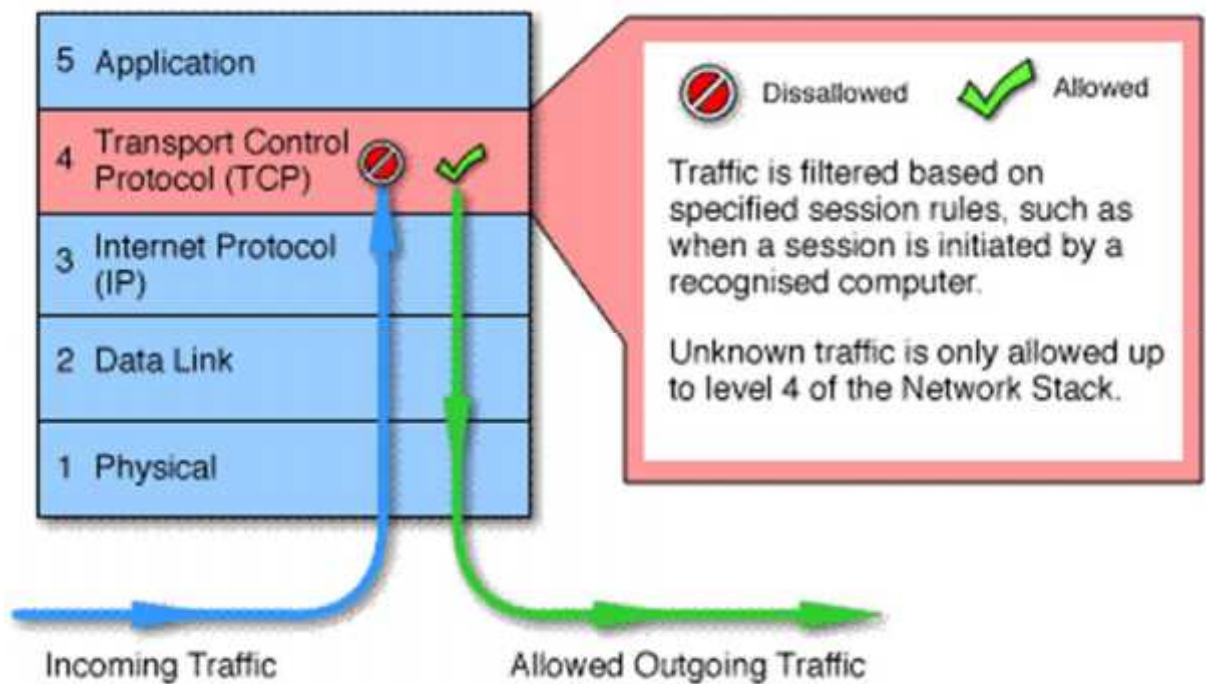 5 Application
4 Transport Control
Protocol (TCP)
3 Internet Protocol
(IP)
2 Data Link
1 Physical
Incoming Traffic
Allowed Outgoing Traffic
Dissallowed
Allowed
Traffic is filtered based on
specified session rules, such as
when a session is initiated by a
recognised computer.
Unknown traffic is only allowed up
to level 4 of the Network Stack.